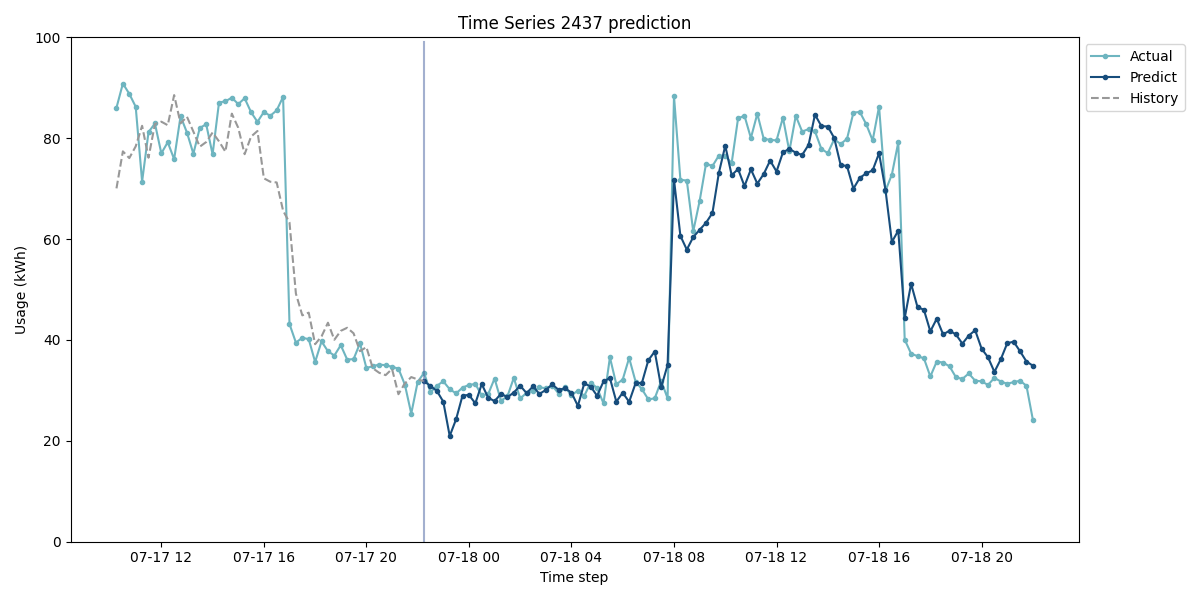 Time Series 2437 prediction
Usage (kWh)
100
80
60
40
20
0
07-17 12
07-17 16
07-17 20
07-18 00
07-18 04
07-18 08
07-18 12
07-18 16
07-18 20
Time step
Actual
Predict
History